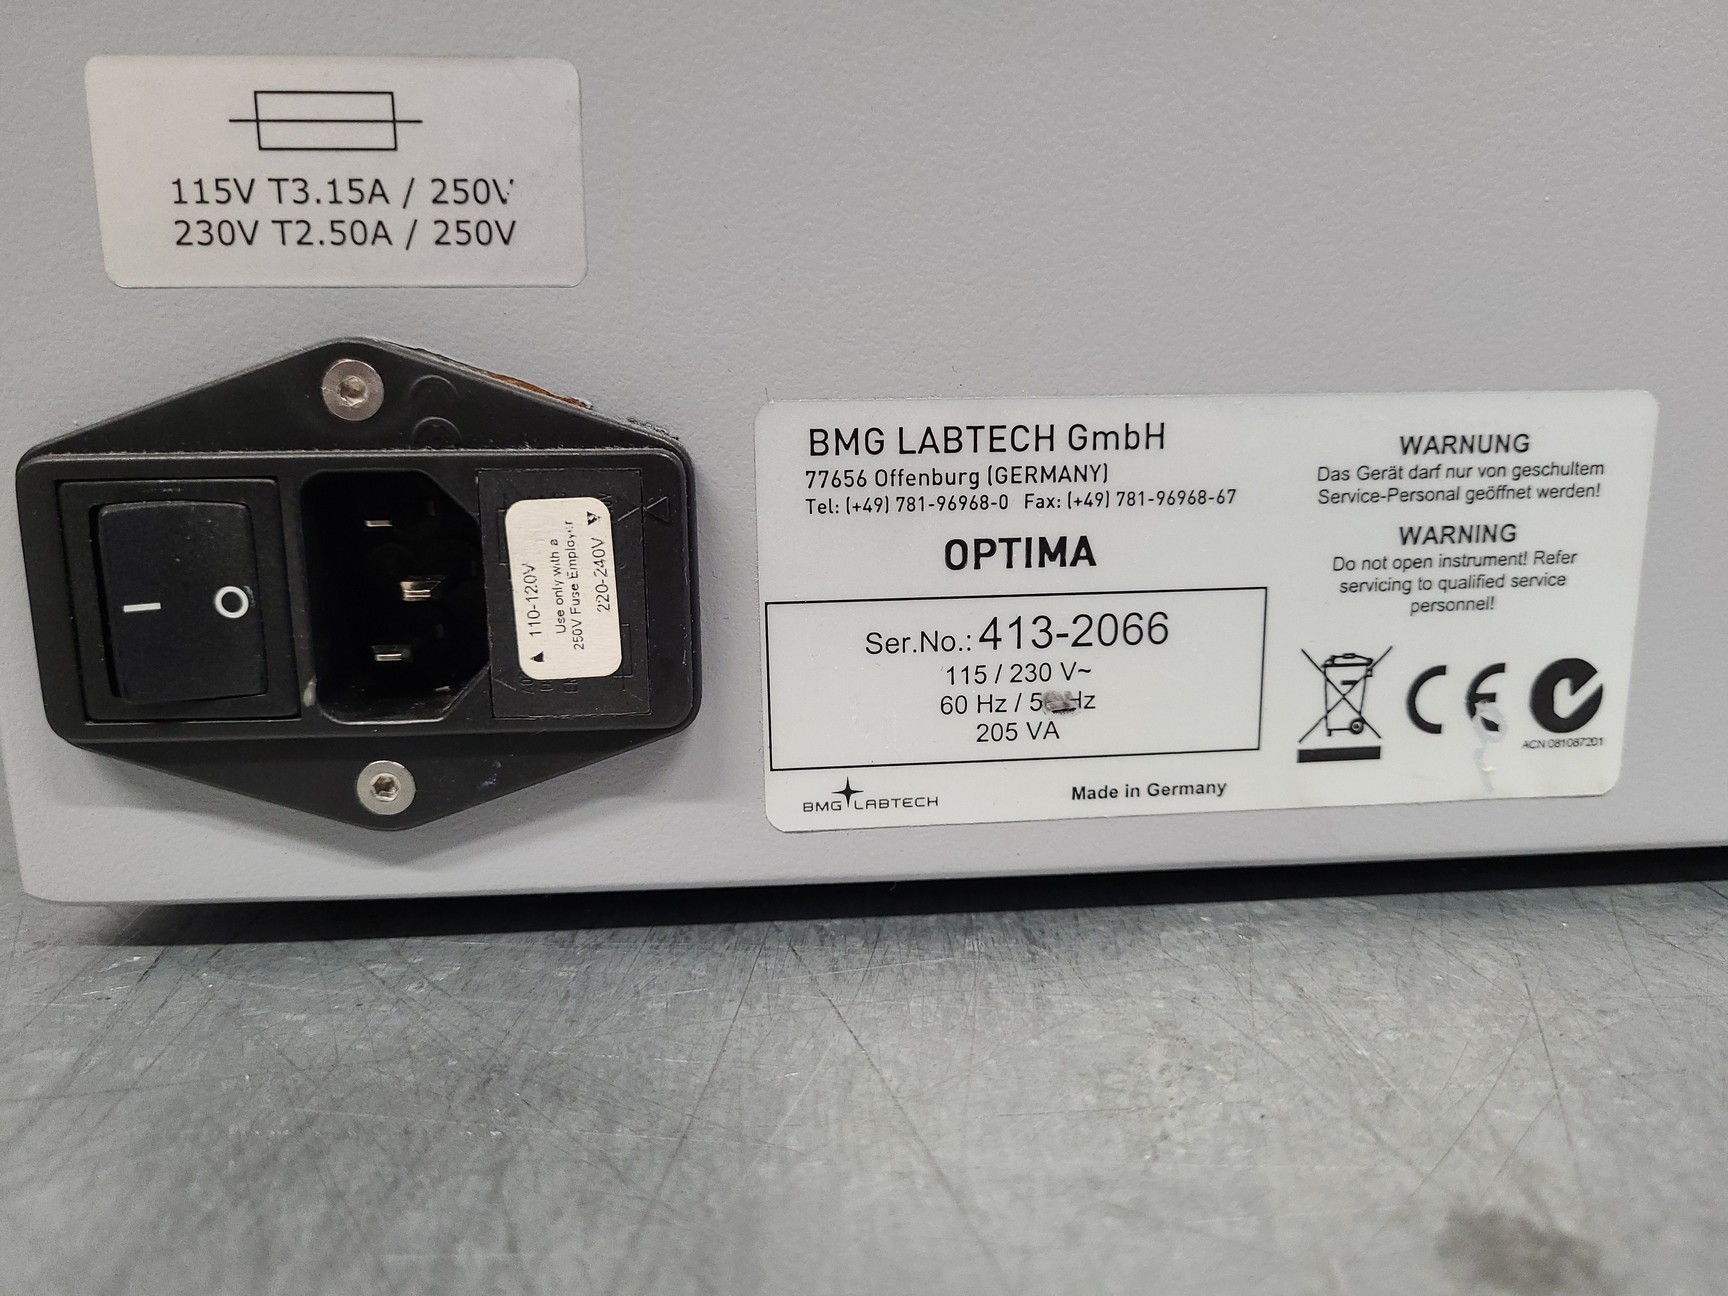 115V T3.15A / 250V
230V T2.50A / 250V
I O
110-120V
Use only with a
250V Fuse Employer
220-240V
BMG LABTECH GmbH
77656 Offenburg (GERMANY)
Tel: (+49) 781-96968-0 Fax: (+49) 781-96968-67
OPTIMA
Ser.No.: 413-2066
115 / 230 V~
60 Hz /
205 VA
BMG LABTECH
Made in Germany
WARNUNG
Das Gerät darf nur von geschultem
Service-Personal geöffnet werden!
WARNING
Do not open instrument! Refer
servicing to qualified service
personnel!
CE
ACN 081087201